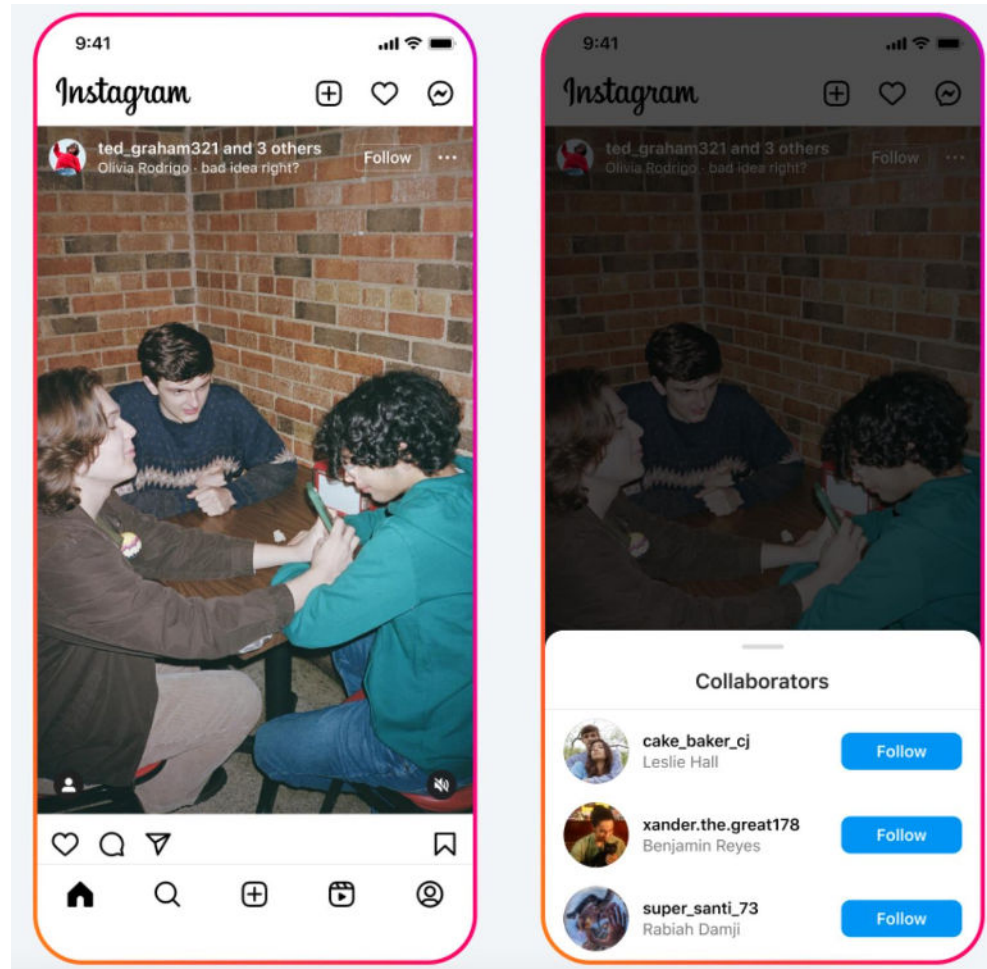 9:41
Instagram
ted_graham321 and 3 others
Olivia Rodrigo · bad idea right?
Follow
9:41
Instagram
ted_graham321 and 3 others
Olivia Rodrigo · bad idea right?
Follow
Collaborators
cake_baker_cj
Leslie Hall
Follow
xander.the.great178
Benjamin Reyes
Follow
super_santi_73
Rabiah Damji
Follow